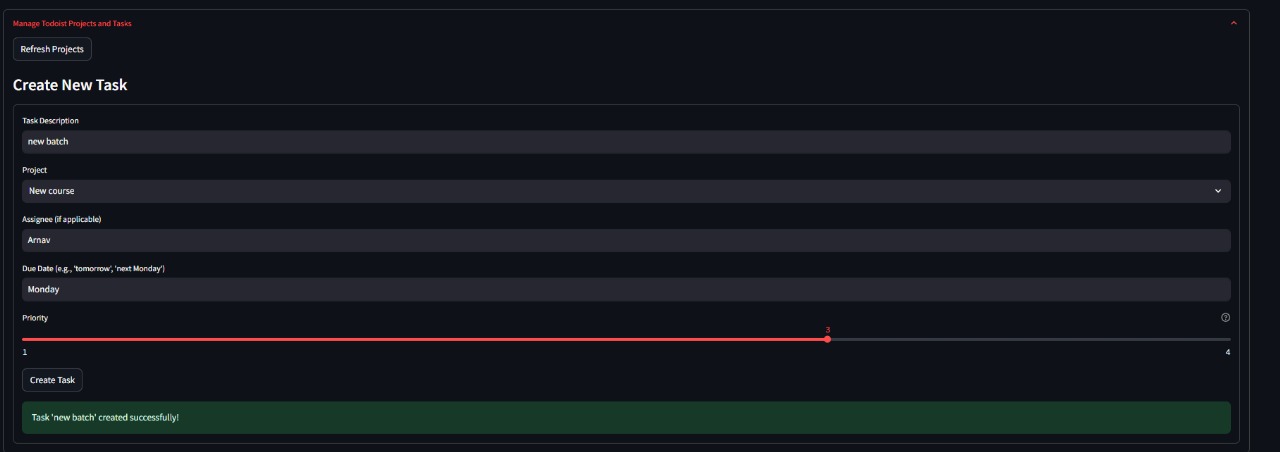 Manage Todoist Projects and Tasks
Refresh Projects
Create New Task
Task Description
new batch
Project
New course
Assignee (if applicable)
Arnav
Due Date (e.g., 'tomorrow', 'next Monday')
Monday
Priority
3
1 4
Create Task
Task 'new batch' created successfully!